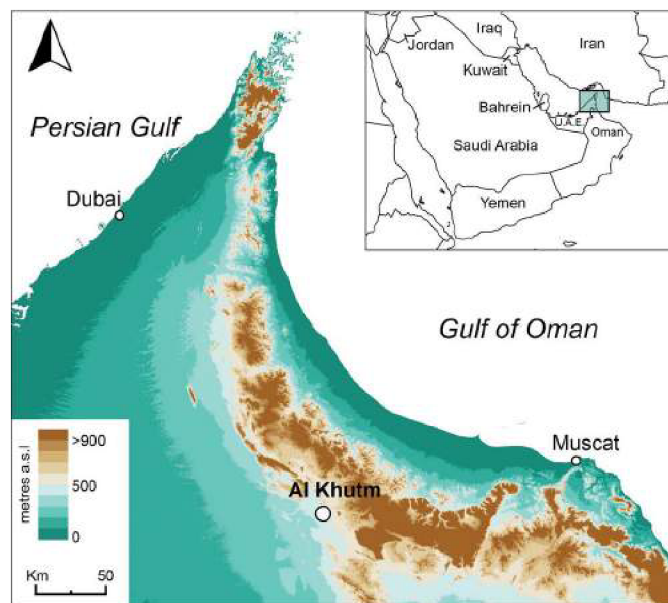 Persian Gulf
Dubai
Gulf of Oman
Muscat
Al Khutm
metres a.s.l
>900
500
0
Km
50
Iraq
Iran
Jordan
Kuwait
Bahrain
U.A.E.
Oman
Saudi Arabia
Yemen